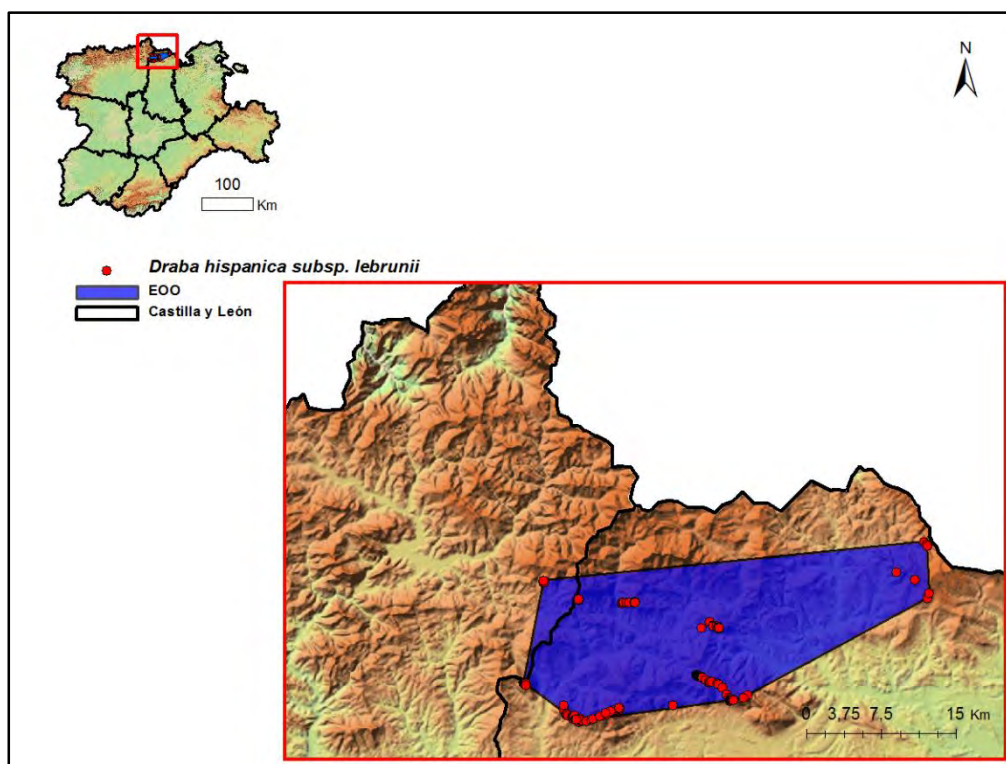 N
100
Km
Draba hispanica subsp. lebrunii
EOO
Castilla y León
0 3,75 7,5 15 Km